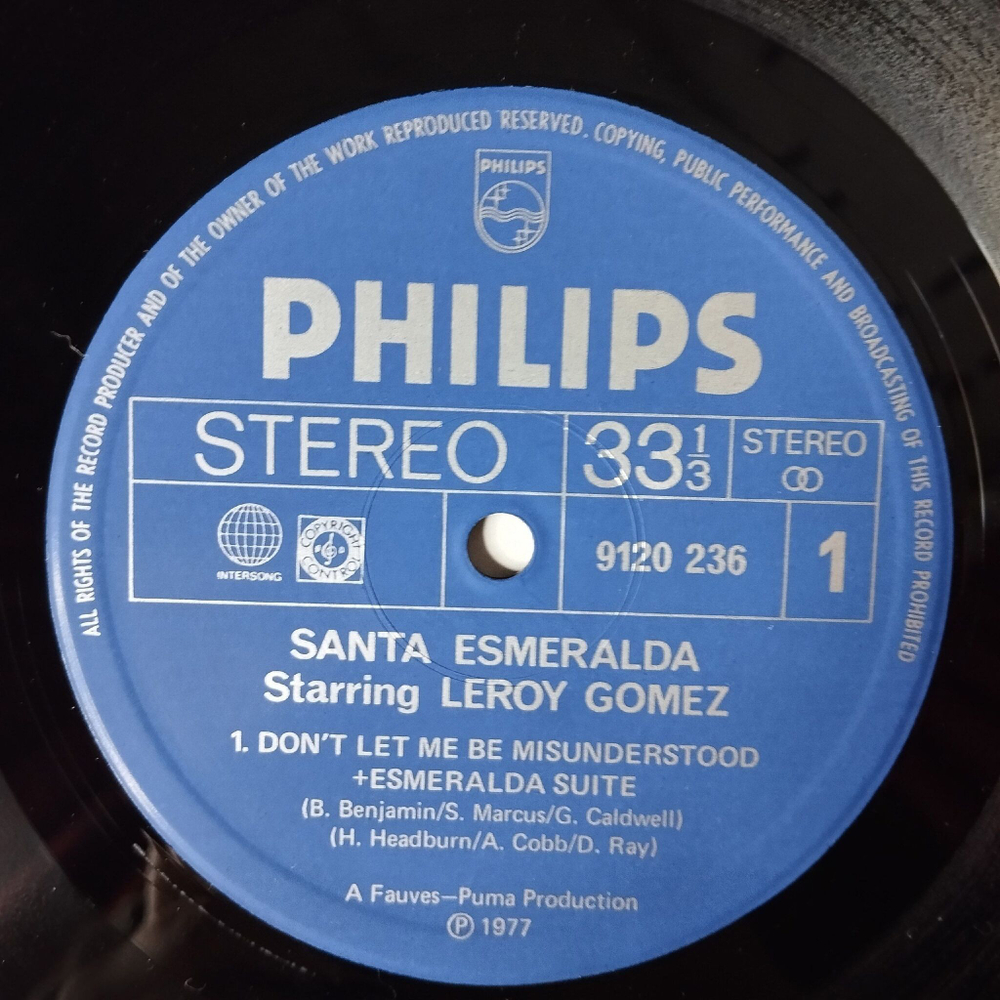 ALL RIGHTS OF THE RECORD PRODUCER AND OF THE OWNER OF THE WORK REPRODUCED RESERVED. COPYING, PUBLIC PERFORMANCE AND BROADCASTING OF THIS RECORD PROHIBITED
PHILIPS
PHILIPS
STEREO
33 1/3
STEREO
INTERSONG
COPYRIGHT CONTROL
9120 236
1
SANTA ESMERALDA
Starring LEROY GOMEZ
1. DON'T LET ME BE MISUNDERSTOOD
+ESMERALDA SUITE
(B. Benjamin/S. Marcus/G. Caldwell)
(H. Headburn/A. Cobb/D. Ray)
A Fauves—Puma Production
Ⓟ 1977